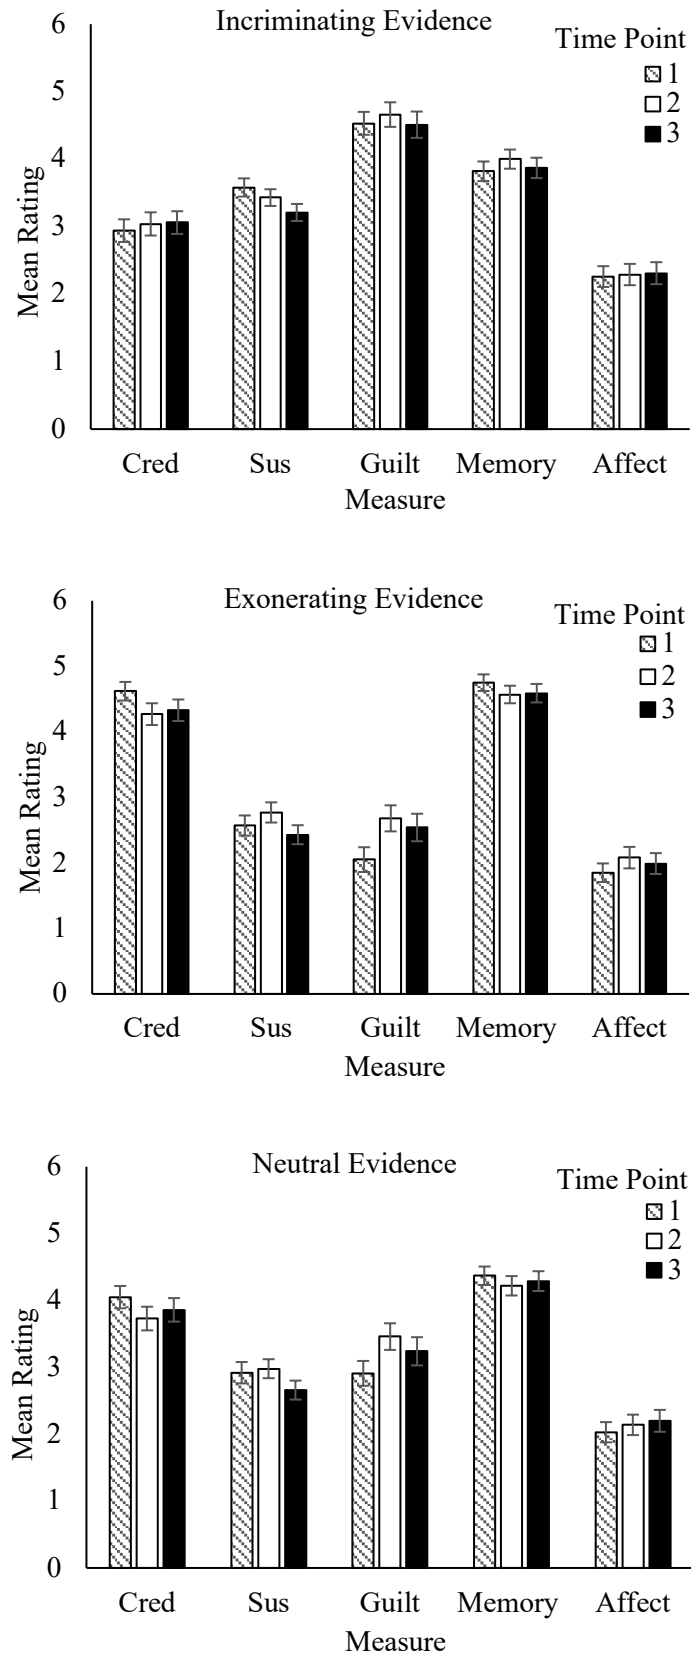 Incriminating Evidence
Time Point
1
2
3
6
5
4
3
2
1
0
Mean Rating
Cred Sus Guilt Memory Affect
Measure
Exonerating Evidence
Time Point
1
2
3
6
5
4
3
2
1
0
Mean Rating
Cred Sus Guilt Memory Affect
Measure
Neutral Evidence
Time Point
1
2
3
6
5
4
3
2
1
0
Mean Rating
Cred Sus Guilt Memory Affect
Measure